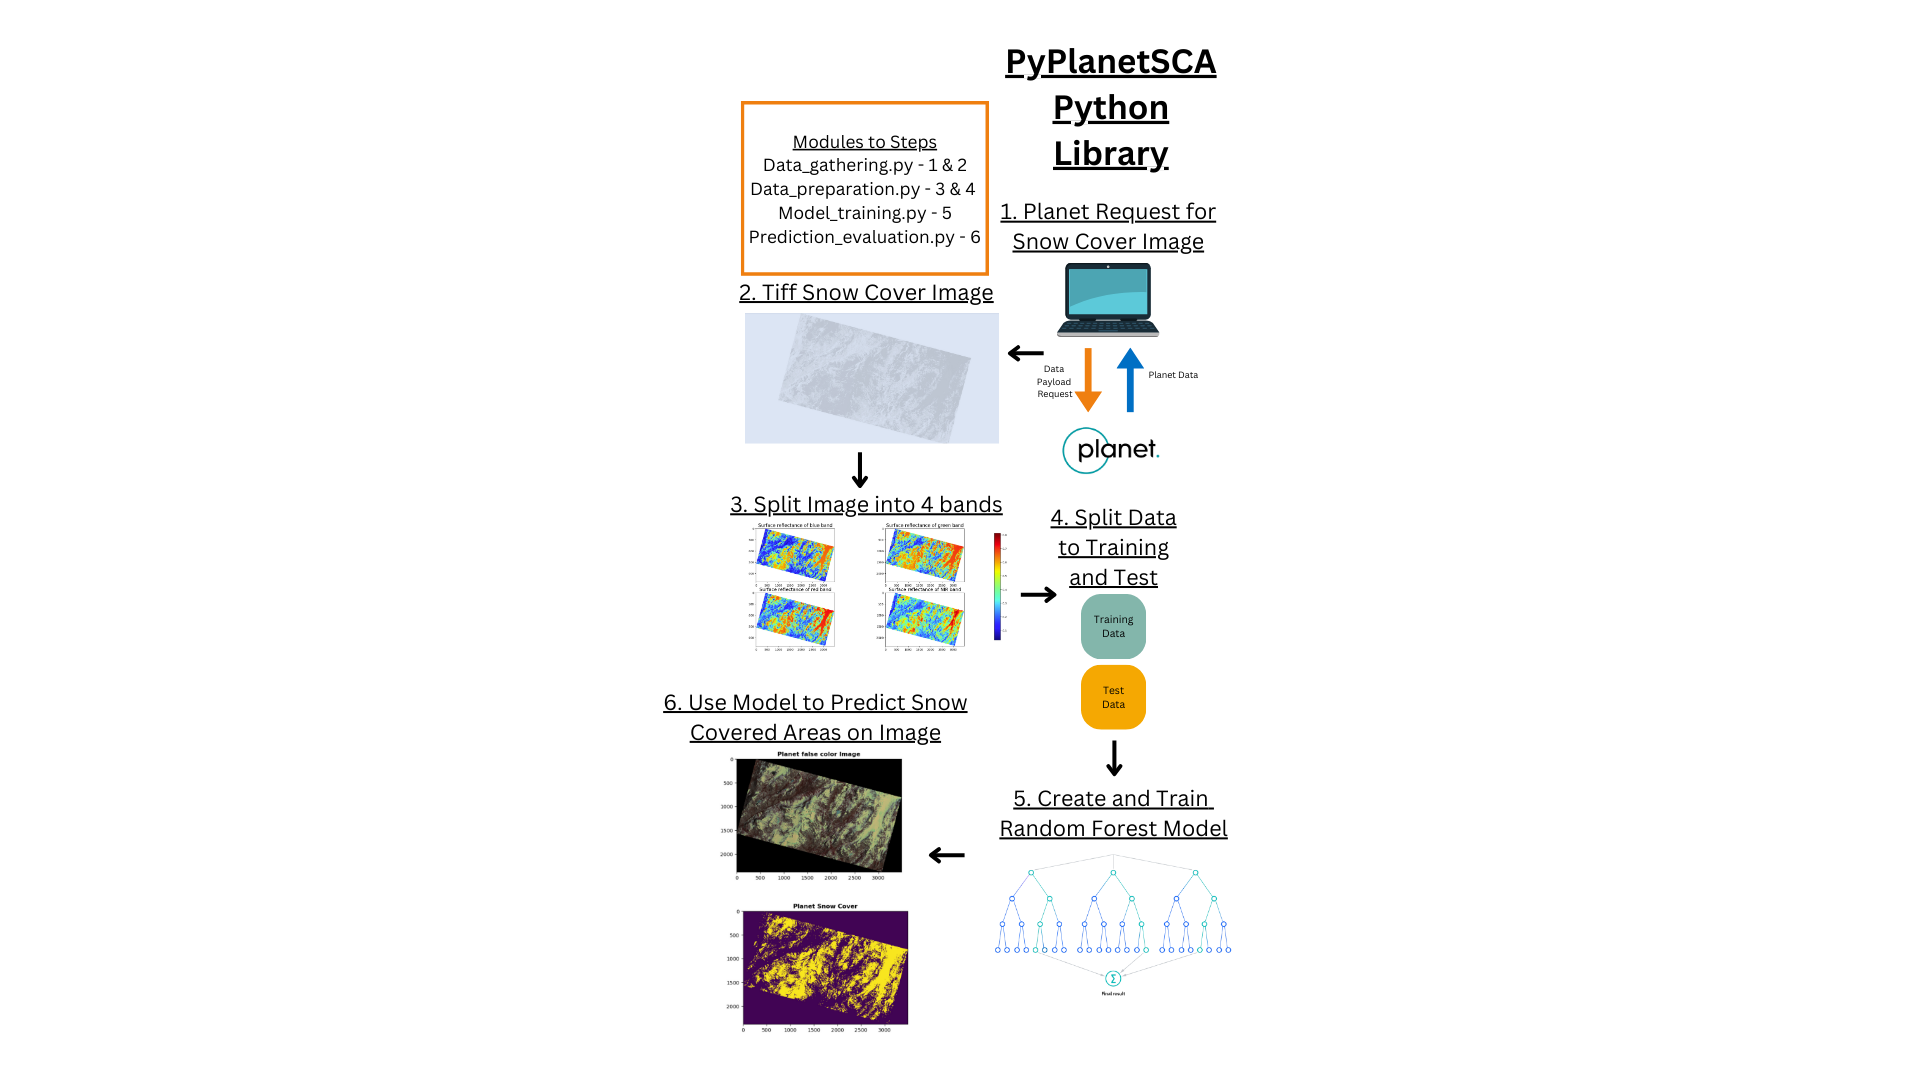 PyPlanetSCA
Python
Library
Modules to Steps
Data_gathering.py - 1 & 2
Data_preparation.py - 3 & 4
Model_training.py - 5
Prediction_evaluation.py - 6
1. Planet Request for
Snow Cover Image
Data
Payload
Request
Planet Data
planet.
2. Tiff Snow Cover Image
3. Split Image into 4 bands
Surface reflectance of blue band
Surface reflectance of green band
Surface reflectance of red band
Surface reflectance of NIR band
4. Split Data
to Training
and Test
Training
Data
Test
Data
5. Create and Train
Random Forest Model
Σ
Final result
6. Use Model to Predict Snow
Covered Areas on Image
Planet false color Image
0
500
1000
1500
2000
0 500 1000 1500 2000 2500 3000
Planet Snow Cover
0
500
1000
1500
2000
0 500 1000 1500 2000 2500 3000